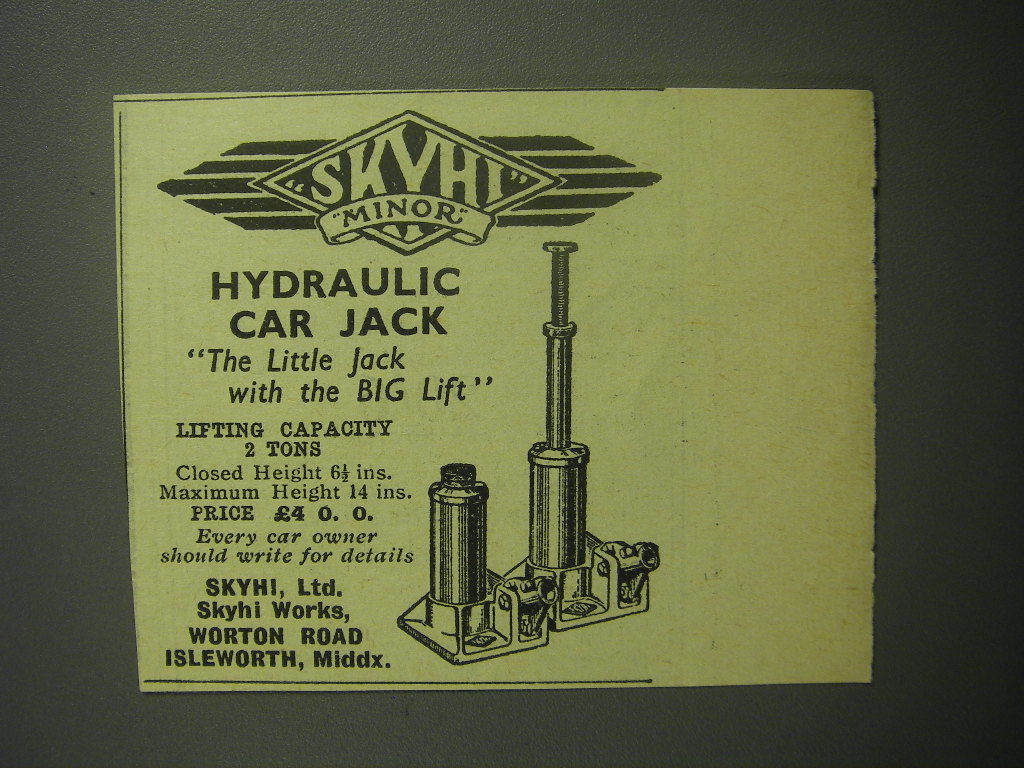 "SKYHI"
"MINOR"
HYDRAULIC
CAR JACK
"The Little Jack
with the BIG Lift"
LIFTING CAPACITY
2 TONS
Closed Height 6½ ins.
Maximum Height 14 ins.
PRICE £4 0. 0.
Every car owner
should write for details
SKYHI, Ltd.
Skyhi Works,
WORTON ROAD
ISLEWORTH, Middx.